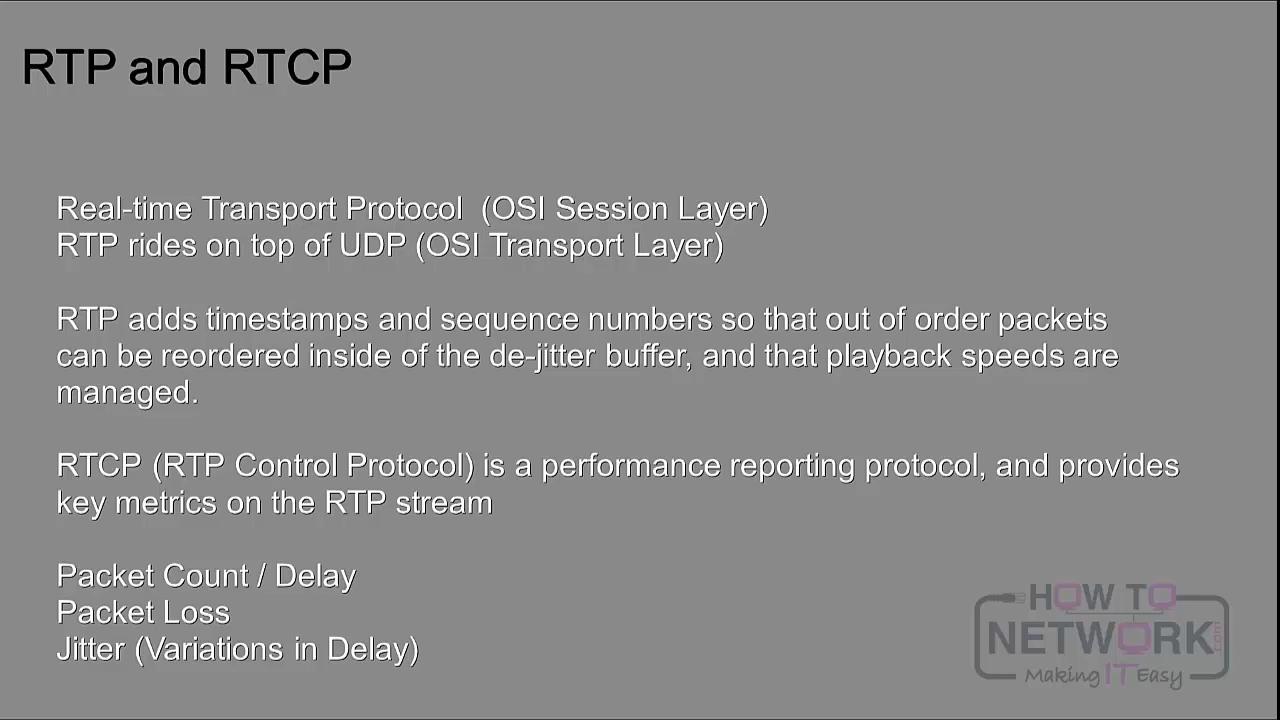 RTP and RTCP
Real-time Transport Protocol (OSI Session Layer)
RTP rides on top of UDP (OSI Transport Layer)
RTP adds timestamps and sequence numbers so that out of order packets
can be reordered inside of the de-jitter buffer, and that playback speeds are
managed.
RTCP (RTP Control Protocol) is a performance reporting protocol, and provides
key metrics on the RTP stream
Packet Count / Delay
Packet Loss
Jitter (Variations in Delay)
HOW TO
NETWORK.com
Making IT Easy